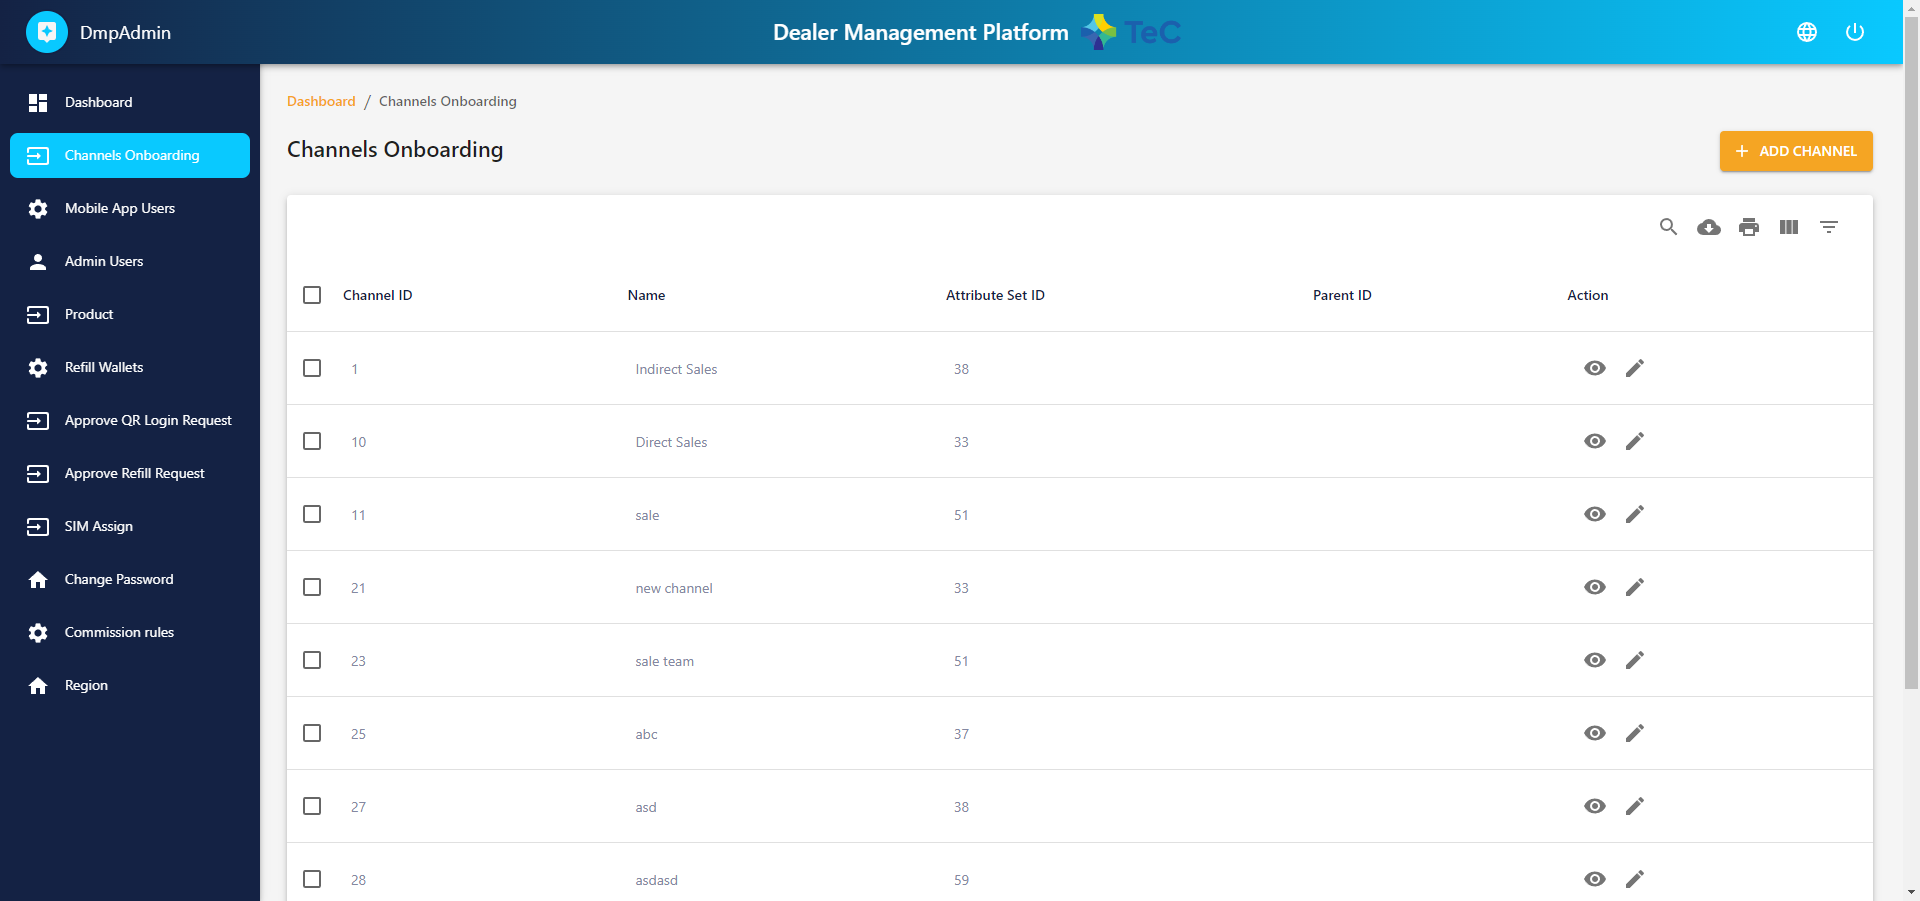 DmpAdmin
Dealer Management Platform TeC
Dashboard
Channels Onboarding
Mobile App Users
Admin Users
Product
Refill Wallets
Approve QR Login Request
Approve Refill Request
SIM Assign
Change Password
Commission rules
Region
Dashboard / Channels Onboarding
Channels Onboarding
+ ADD CHANNEL
Channel ID Name Attribute Set ID Parent ID Action
1 Indirect Sales 38
10 Direct Sales 33
11 sale 51
21 new channel 33
23 sale team 51
25 abc 37
27 asd 38
28 asdasd 59